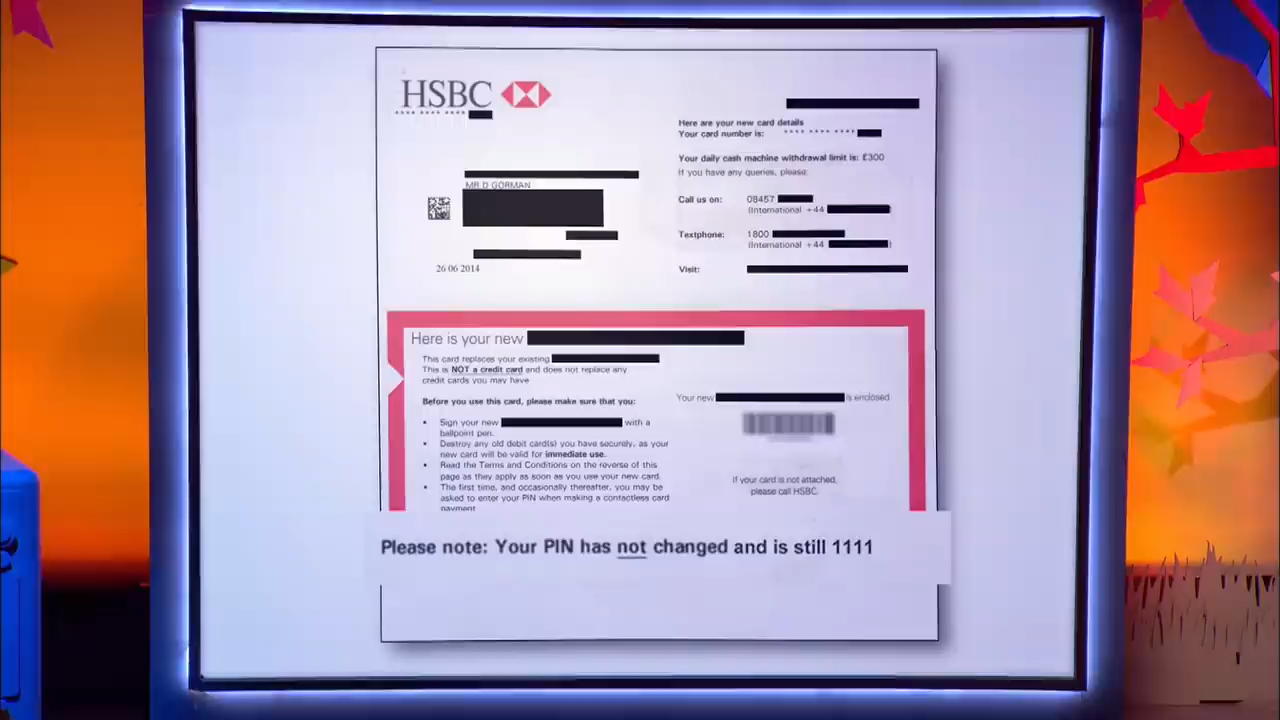 HSBC
Here are your new card details
Your card number is: **** **** ****
Your daily cash machine withdrawal limit is: £300
If you have any queries, please:
MR D GORMAN
Call us on: 08457
(International +44 )
Textphone: 1800
(International +44 )
26 06 2014
Visit:
Here is your new
This card replaces your existing
This is NOT a credit card and does not replace any
credit cards you may have
Before you use this card, please make sure that you:
• Sign your new with a
ballpoint pen.
• Destroy any old debit card(s) you have securely, as your
new card will be valid for immediate use.
• Read the Terms and Conditions on the reverse of this
page as they apply as soon as you use your new card.
• The first time, and occasionally thereafter, you may be
asked to enter your PIN when making a contactless card
payment
Your new is enclosed
If your card is not attached,
please call HSBC.
Please note: Your PIN has not changed and is still 1111